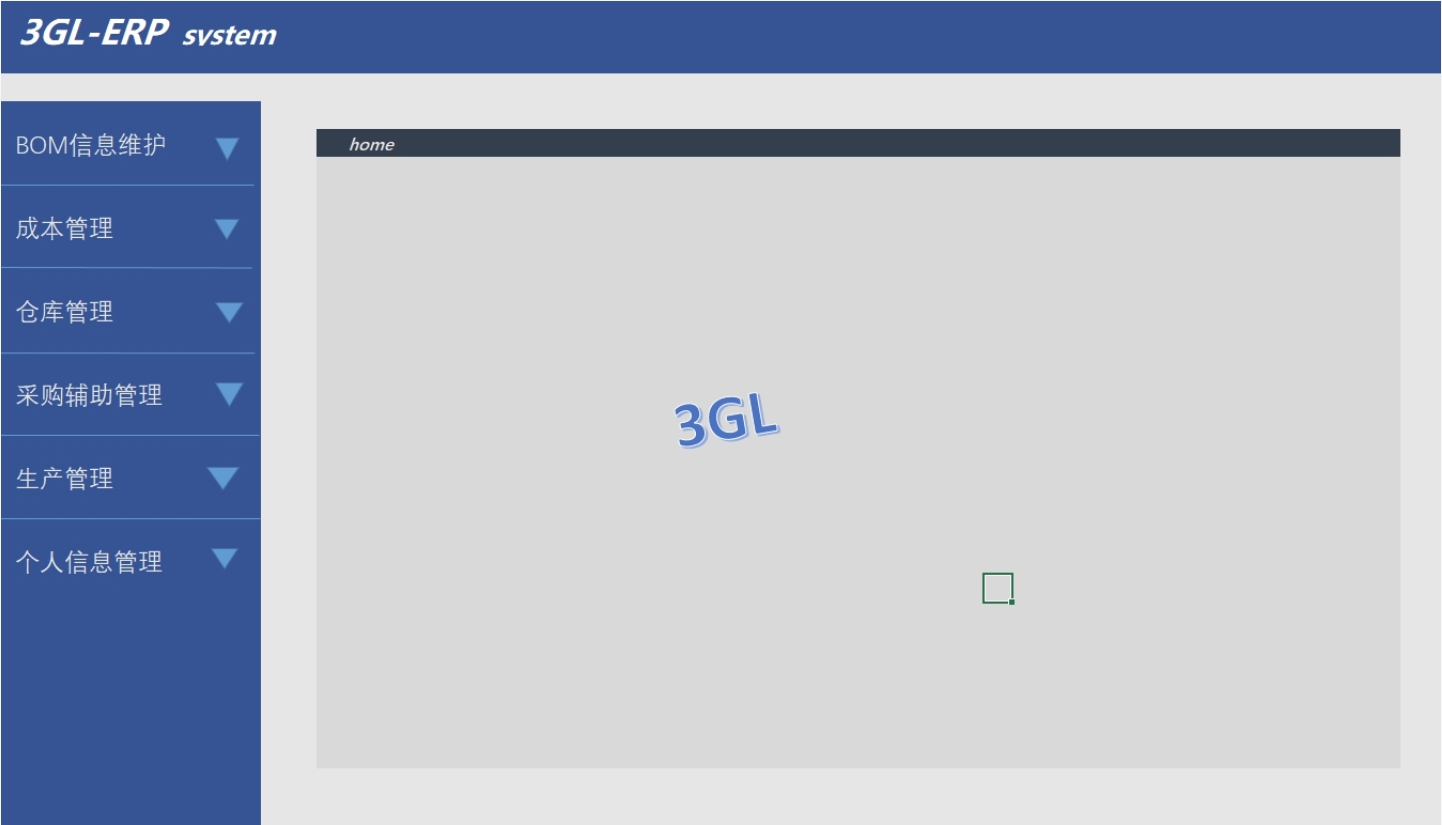 3GL-ERP system
BOM信息维护
成本管理
仓库管理
采购辅助管理
生产管理
个人信息管理
home
3GL